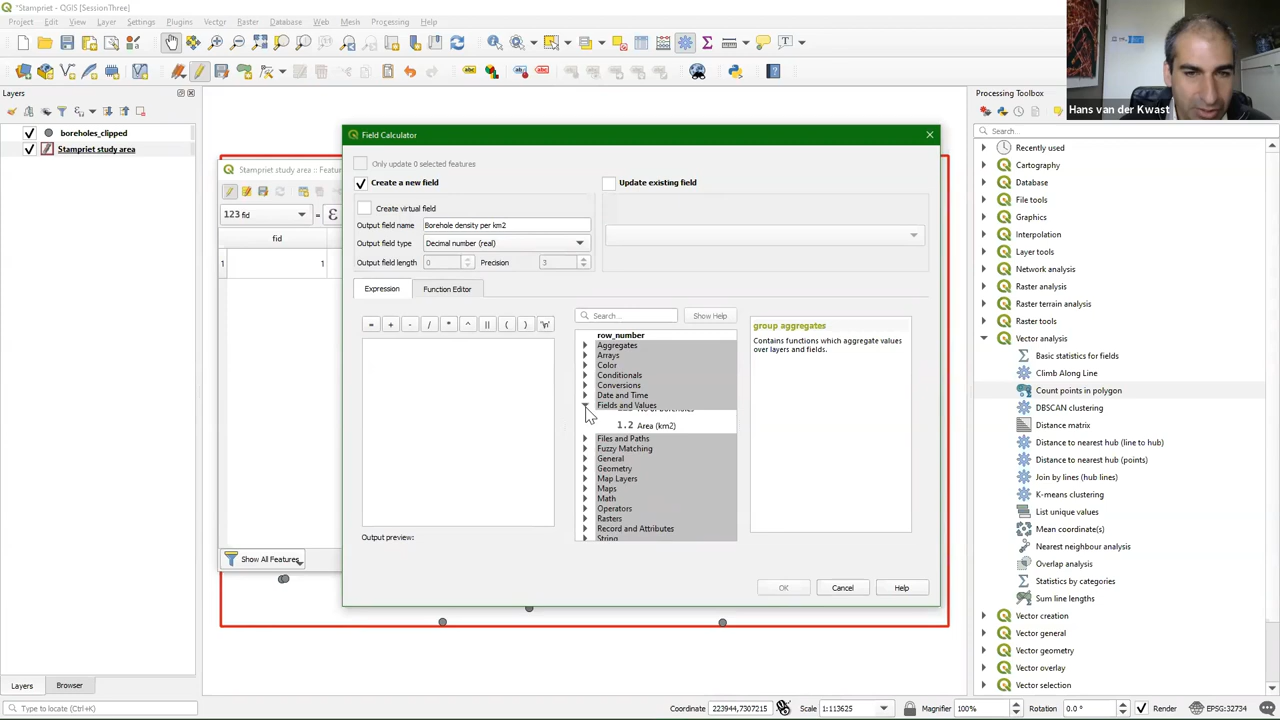 *Stampriet - QGIS [SessionThree]
Project Edit View Layer Settings Plugins Vector Raster Database Web Mesh Processing Help
Hans van der Kwast
Layers
boreholes_clipped
Stampriet study area
Stampriet study area :: Featur
123 fid
= ε
fid
1 1
Show All Features
Field Calculator
Only update 0 selected features
Create a new field
Update existing field
Create virtual field
Output field name Borehole density per km2
Output field type Decimal number (real)
Output field length 0 Precision 3
Expression Function Editor
= + - / * ^ || ( ) '\n'
Search... Show Help
row_number
Aggregates
Arrays
Color
Conditionals
Conversions
Date and Time
Fields and Values
1.2 Area (km2)
Files and Paths
Fuzzy Matching
General
Geometry
Map Layers
Maps
Math
Operators
Rasters
Record and Attributes
String
group aggregates
Contains functions which aggregate values
over layers and fields.
Output preview:
OK Cancel Help
Processing Toolbox
Search...
Recently used
Cartography
Database
File tools
Graphics
Interpolation
Layer tools
Network analysis
Raster analysis
Raster terrain analysis
Raster tools
Vector analysis
Basic statistics for fields
Climb Along Line
Count points in polygon
DBSCAN clustering
Distance matrix
Distance to nearest hub (line to hub)
Distance to nearest hub (points)
Join by lines (hub lines)
K-means clustering
List unique values
Mean coordinate(s)
Nearest neighbour analysis
Overlap analysis
Statistics by categories
Sum line lengths
Vector creation
Vector general
Vector geometry
Vector overlay
Vector selection
Layers Browser
Type to locate (Ctrl+K)
Coordinate 223944,7307215 Scale 1:113625 Magnifier 100% Rotation 0.0 ° Render EPSG:32734